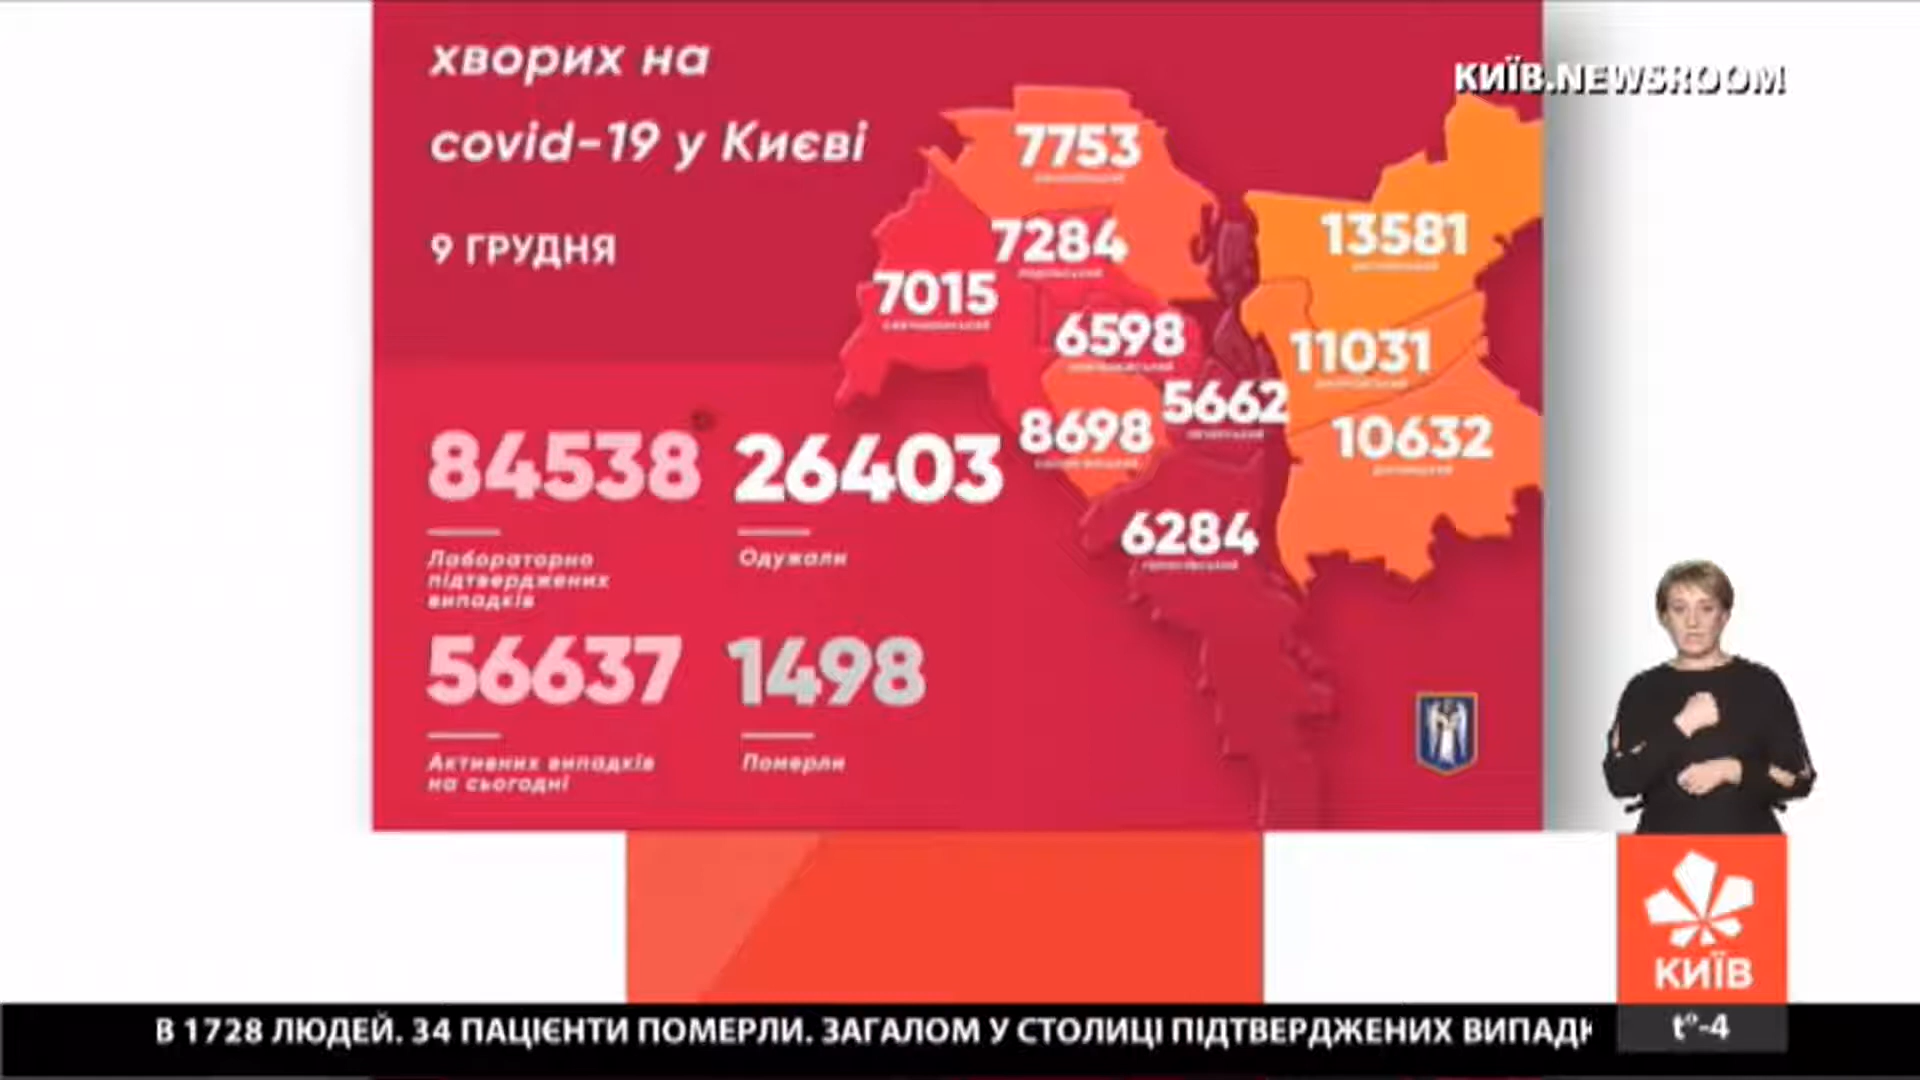 хворих на
covid-19 у Києві
9 ГРУДНЯ
КИЇВ.NEWSROOM
7753
7284
7015
6598
5662
8698
6284
13581
11031
10632
84538
Лабораторно
підтверджених
випадків
26403
Одужали
56637
Активних випадків
на сьогодні
1498
Померли
КИЇВ
В 1728 ЛЮДЕЙ. 34 ПАЦІЄНТИ ПОМЕРЛИ. ЗАГАЛОМ У СТОЛИЦІ ПІДТВЕРДЖЕНИХ ВИПАДК
t°-4